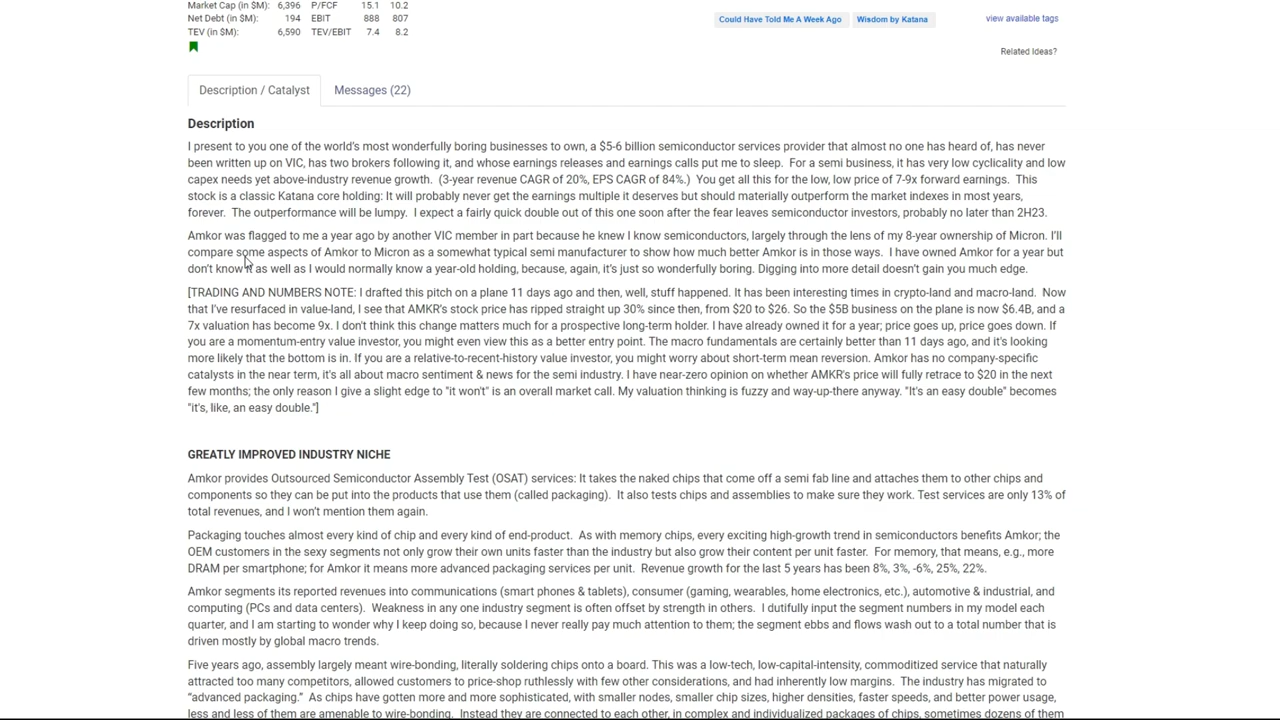 Market Cap (in $M): 6,396 P/FCF 15.1 10.2
Net Debt (in $M): 194 EBIT 888 807
TEV (in $M): 6,590 TEV/EBIT 7.4 8.2
Could Have Told Me A Week Ago Wisdom by Katana
view available tags
Related Ideas?
Description / Catalyst Messages (22)
Description
I present to you one of the world's most wonderfully boring businesses to own, a $5-6 billion semiconductor services provider that almost no one has heard of, has never
been written up on VIC, has two brokers following it, and whose earnings releases and earnings calls put me to sleep. For a semi business, it has very low cyclicality and low
capex needs yet above-industry revenue growth. (3-year revenue CAGR of 20%, EPS CAGR of 84%.) You get all this for the low, low price of 7-9x forward earnings. This
stock is a classic Katana core holding: It will probably never get the earnings multiple it deserves but should materially outperform the market indexes in most years,
forever. The outperformance will be lumpy. I expect a fairly quick double out of this one soon after the fear leaves semiconductor investors, probably no later than 2H23.
Amkor was flagged to me a year ago by another VIC member in part because he knew I know semiconductors, largely through the lens of my 8-year ownership of Micron. I'll
compare some aspects of Amkor to Micron as a somewhat typical semi manufacturer to show how much better Amkor is in those ways. I have owned Amkor for a year but
don't know it as well as I would normally know a year-old holding, because, again, it's just so wonderfully boring. Digging into more detail doesn't gain you much edge.
[TRADING AND NUMBERS NOTE: I drafted this pitch on a plane 11 days ago and then, well, stuff happened. It has been interesting times in crypto-land and macro-land. Now
that I've resurfaced in value-land, I see that AMKR's stock price has ripped straight up 30% since then, from $20 to $26. So the $5B business on the plane is now $6.4B, and a
7x valuation has become 9x. I don't think this change matters much for a prospective long-term holder. I have already owned it for a year; price goes up, price goes down. If
you are a momentum-entry value investor, you might even view this as a better entry point. The macro fundamentals are certainly better than 11 days ago, and it's looking
more likely that the bottom is in. If you are a relative-to-recent-history value investor, you might worry about short-term mean reversion. Amkor has no company-specific
catalysts in the near term, it's all about macro sentiment & news for the semi industry. I have near-zero opinion on whether AMKR's price will fully retrace to $20 in the next
few months; the only reason I give a slight edge to "it won't" is an overall market call. My valuation thinking is fuzzy and way-up-there anyway. "It's an easy double" becomes
"it's, like, an easy double."]
GREATLY IMPROVED INDUSTRY NICHE
Amkor provides Outsourced Semiconductor Assembly Test (OSAT) services: It takes the naked chips that come off a semi fab line and attaches them to other chips and
components so they can be put into the products that use them (called packaging). It also tests chips and assemblies to make sure they work. Test services are only 13% of
total revenues, and I won't mention them again.
Packaging touches almost every kind of chip and every kind of end-product. As with memory chips, every exciting high-growth trend in semiconductors benefits Amkor; the
OEM customers in the sexy segments not only grow their own units faster than the industry but also grow their content per unit faster. For memory, that means, e.g., more
DRAM per smartphone; for Amkor it means more advanced packaging services per unit. Revenue growth for the last 5 years has been 8%, 3%, -6%, 25%, 22%.
Amkor segments its reported revenues into communications (smart phones & tablets), consumer (gaming, wearables, home electronics, etc.), automotive & industrial, and
computing (PCs and data centers). Weakness in any one industry segment is often offset by strength in others. I dutifully input the segment numbers in my model each
quarter, and I am starting to wonder why I keep doing so, because I never really pay much attention to them; the segment ebbs and flows wash out to a total number that is
driven mostly by global macro trends.
Five years ago, assembly largely meant wire-bonding, literally soldering chips onto a board. This was a low-tech, low-capital-intensity, commoditized service that naturally
attracted too many competitors, allowed customers to price-shop ruthlessly with few other considerations, and had inherently low margins. The industry has migrated to
"advanced packaging." As chips have gotten more and more sophisticated, with smaller nodes, smaller chip sizes, higher densities, faster speeds, and better power usage,
less and less of them are amenable to wire-bonding. Instead they are connected to each other, in complex and individualized packages of chips, sometimes dozens of them